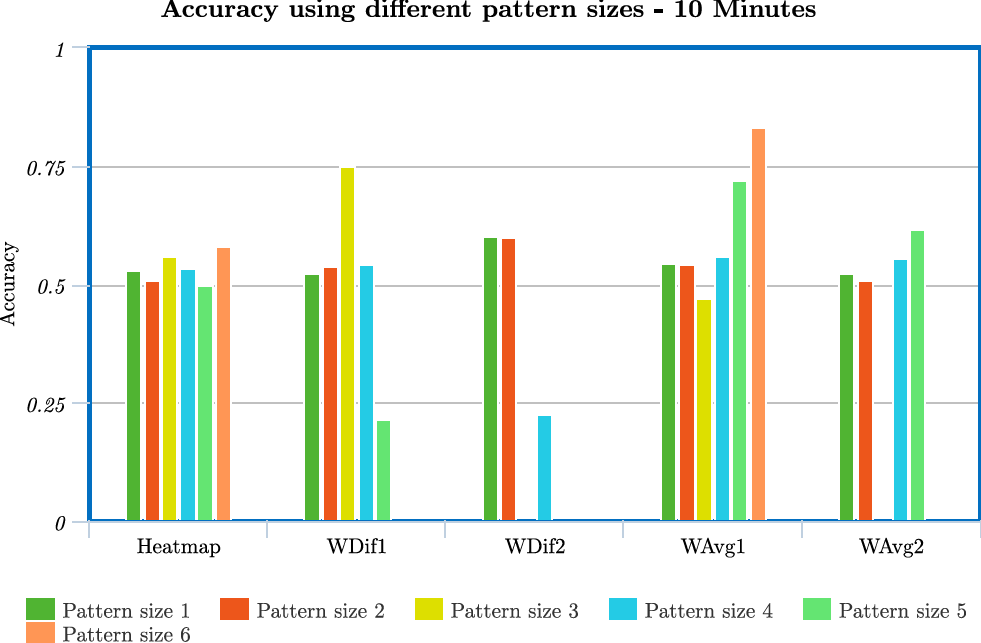 Accuracy using different pattern sizes - 10 Minutes
1
0.75
0.5
0.25
0
Accuracy
Heatmap WDif1 WDif2 WAvg1 WAvg2
Pattern size 1 Pattern size 2 Pattern size 3 Pattern size 4 Pattern size 5
Pattern size 6